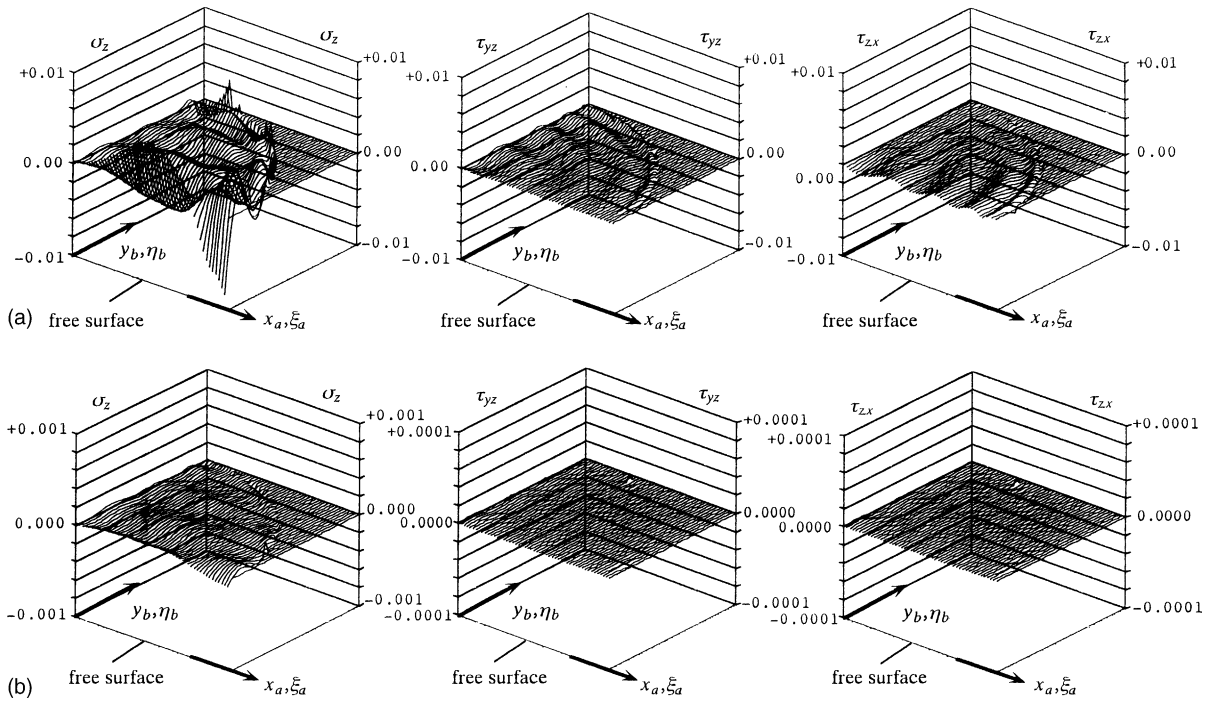 σz σz
+0.01 +0.01
0.00 0.00
-0.01 -0.01
yb,ηb
free surface
xa,ξa
τyz τyz
+0.01 +0.01
0.00 0.00
-0.01 -0.01
yb,ηb
free surface
xa,ξa
τzx τzx
+0.01 +0.01
0.00 0.00
-0.01 -0.01
yb,ηb
free surface
xa,ξa
(a)
σz σz
+0.001 +0.001
0.000 0.000
-0.001 -0.001
yb,ηb
free surface
xa,ξa
τyz τyz
+0.0001 +0.0001
0.0000 0.0000
-0.0001 -0.0001
yb,ηb
free surface
xa,ξa
τzx τzx
+0.0001 +0.0001
0.0000 0.0000
-0.0001 -0.0001
yb,ηb
free surface
xa,ξa
(b)